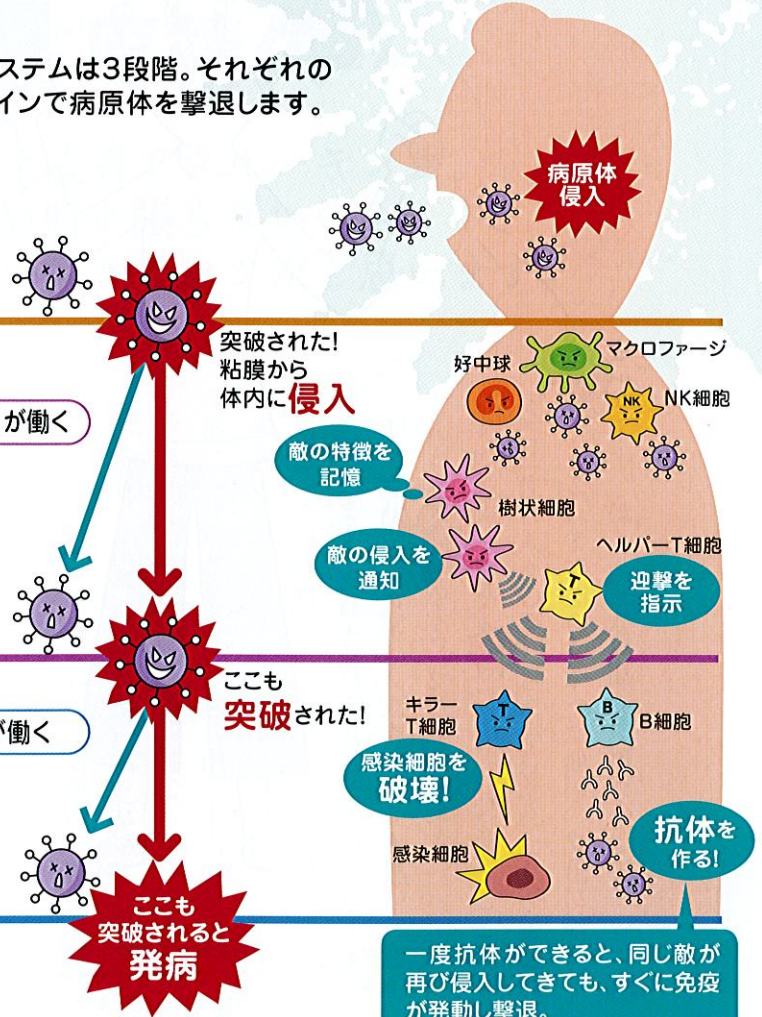 ステムは3段階。それぞれの
インで病原体を撃退します。
病原体
侵入
突破された!
粘膜から
体内に侵入
好中球
マクロファージ
NK
NK細胞
が働く
敵の特徴を
記憶
樹状細胞
敵の侵入を
通知
ヘルパーT細胞
T
迎撃を
指示
ここも
突破された!
が働く
キラー
T細胞
T
B
B細胞
感染細胞を
破壊!
感染細胞
抗体を
作る!
ここも
突破されると
発病
一度抗体ができると、同じ敵が
再び侵入してきても、すぐに免疫
が発動し撃退。